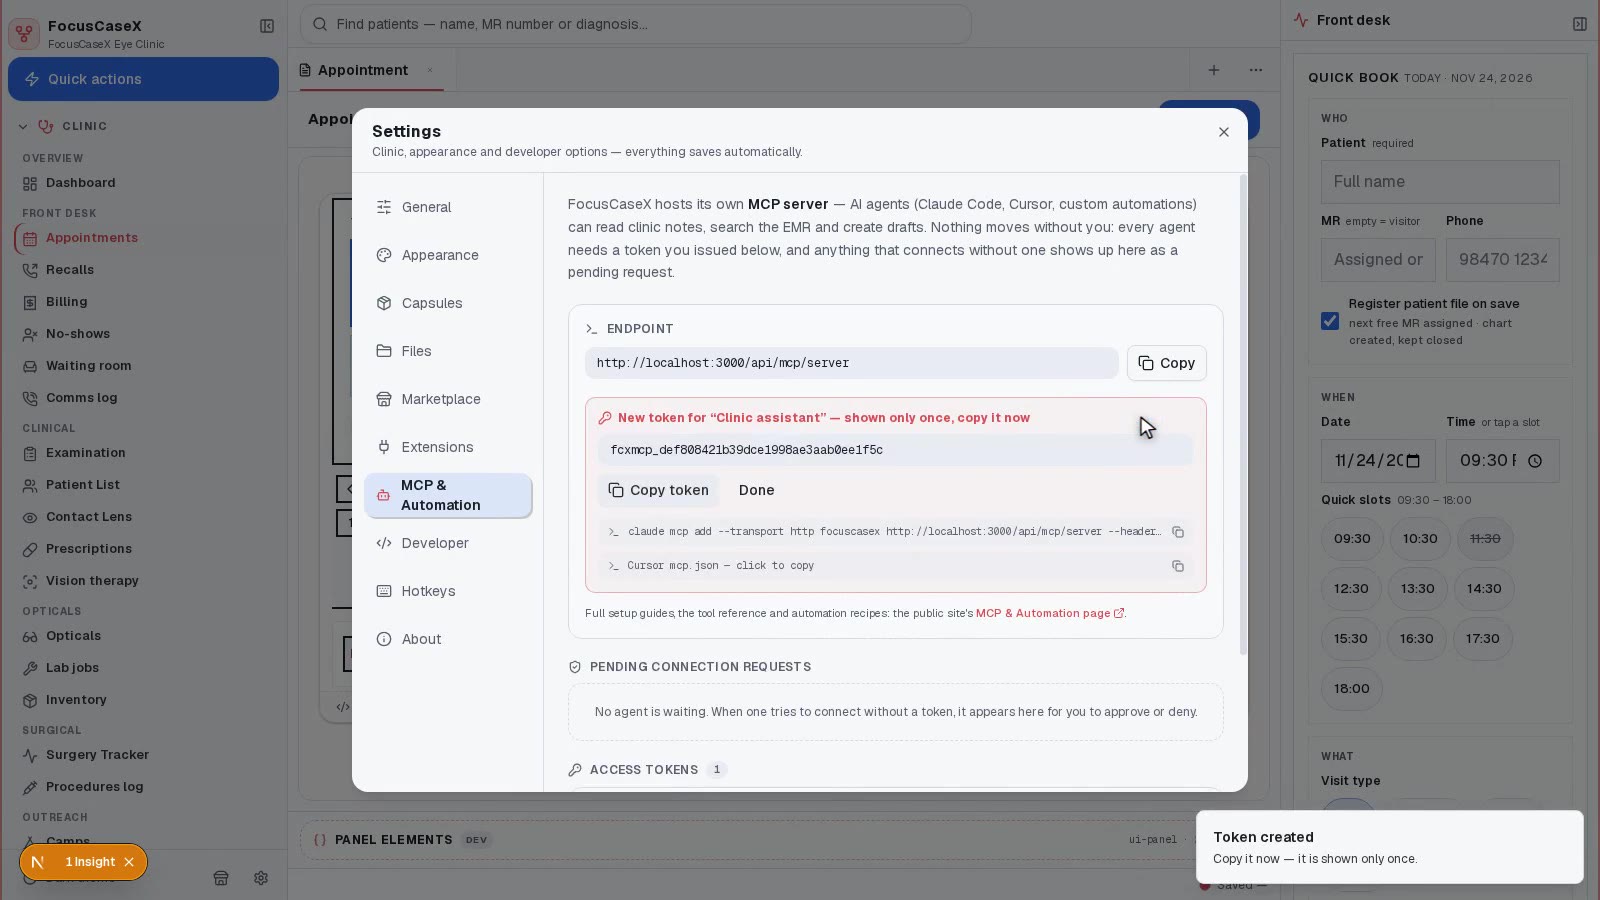 FocusCaseX
FocusCaseX Eye Clinic
Quick actions
CLINIC
OVERVIEW
Dashboard
FRONT DESK
Appointments
Recalls
Billing
No-shows
Waiting room
Comms log
CLINICAL
Examination
Patient List
Contact Lens
Prescriptions
Vision therapy
OPTICALS
Opticals
Lab jobs
Inventory
SURGICAL
Surgery Tracker
Procedures log
OUTREACH
Camps
1 Insight
Find patients — name, MR number or diagnosis...
Appointment
Appoi
Settings
Clinic, appearance and developer options — everything saves automatically.
General
Appearance
Capsules
Files
Marketplace
Extensions
MCP &
Automation
Developer
Hotkeys
About
FocusCaseX hosts its own MCP server — AI agents (Claude Code, Cursor, custom automations)
can read clinic notes, search the EMR and create drafts. Nothing moves without you: every agent
needs a token you issued below, and anything that connects without one shows up here as a
pending request.
ENDPOINT
http://localhost:3000/api/mcp/server
Copy
New token for “Clinic assistant” — shown only once, copy it now
fcxmcp_def808421b39dce1998ae3aab0ee1f5c
Copy token
Done
claude mcp add --transport http focuscasex http://localhost:3000/api/mcp/server --header…
Cursor mcp.json — click to copy
Full setup guides, the tool reference and automation recipes: the public site's MCP & Automation page.
PENDING CONNECTION REQUESTS
No agent is waiting. When one tries to connect without a token, it appears here for you to approve or deny.
ACCESS TOKENS 1
PANEL ELEMENTS DEV
ui-panel ·
Saved —
Front desk
QUICK BOOK TODAY · NOV 24, 2026
WHO
Patient required
Full name
MR empty = visitor
Phone
Assigned or
98470 1234
Register patient file on save
next free MR assigned · chart
created, kept closed
WHEN
Date
Time or tap a slot
11/24/20
09:30
Quick slots 09:30 – 18:00
09:30
10:30
11:30
12:30
13:30
14:30
15:30
16:30
17:30
18:00
WHAT
Visit type
Token created
Copy it now — it is shown only once.